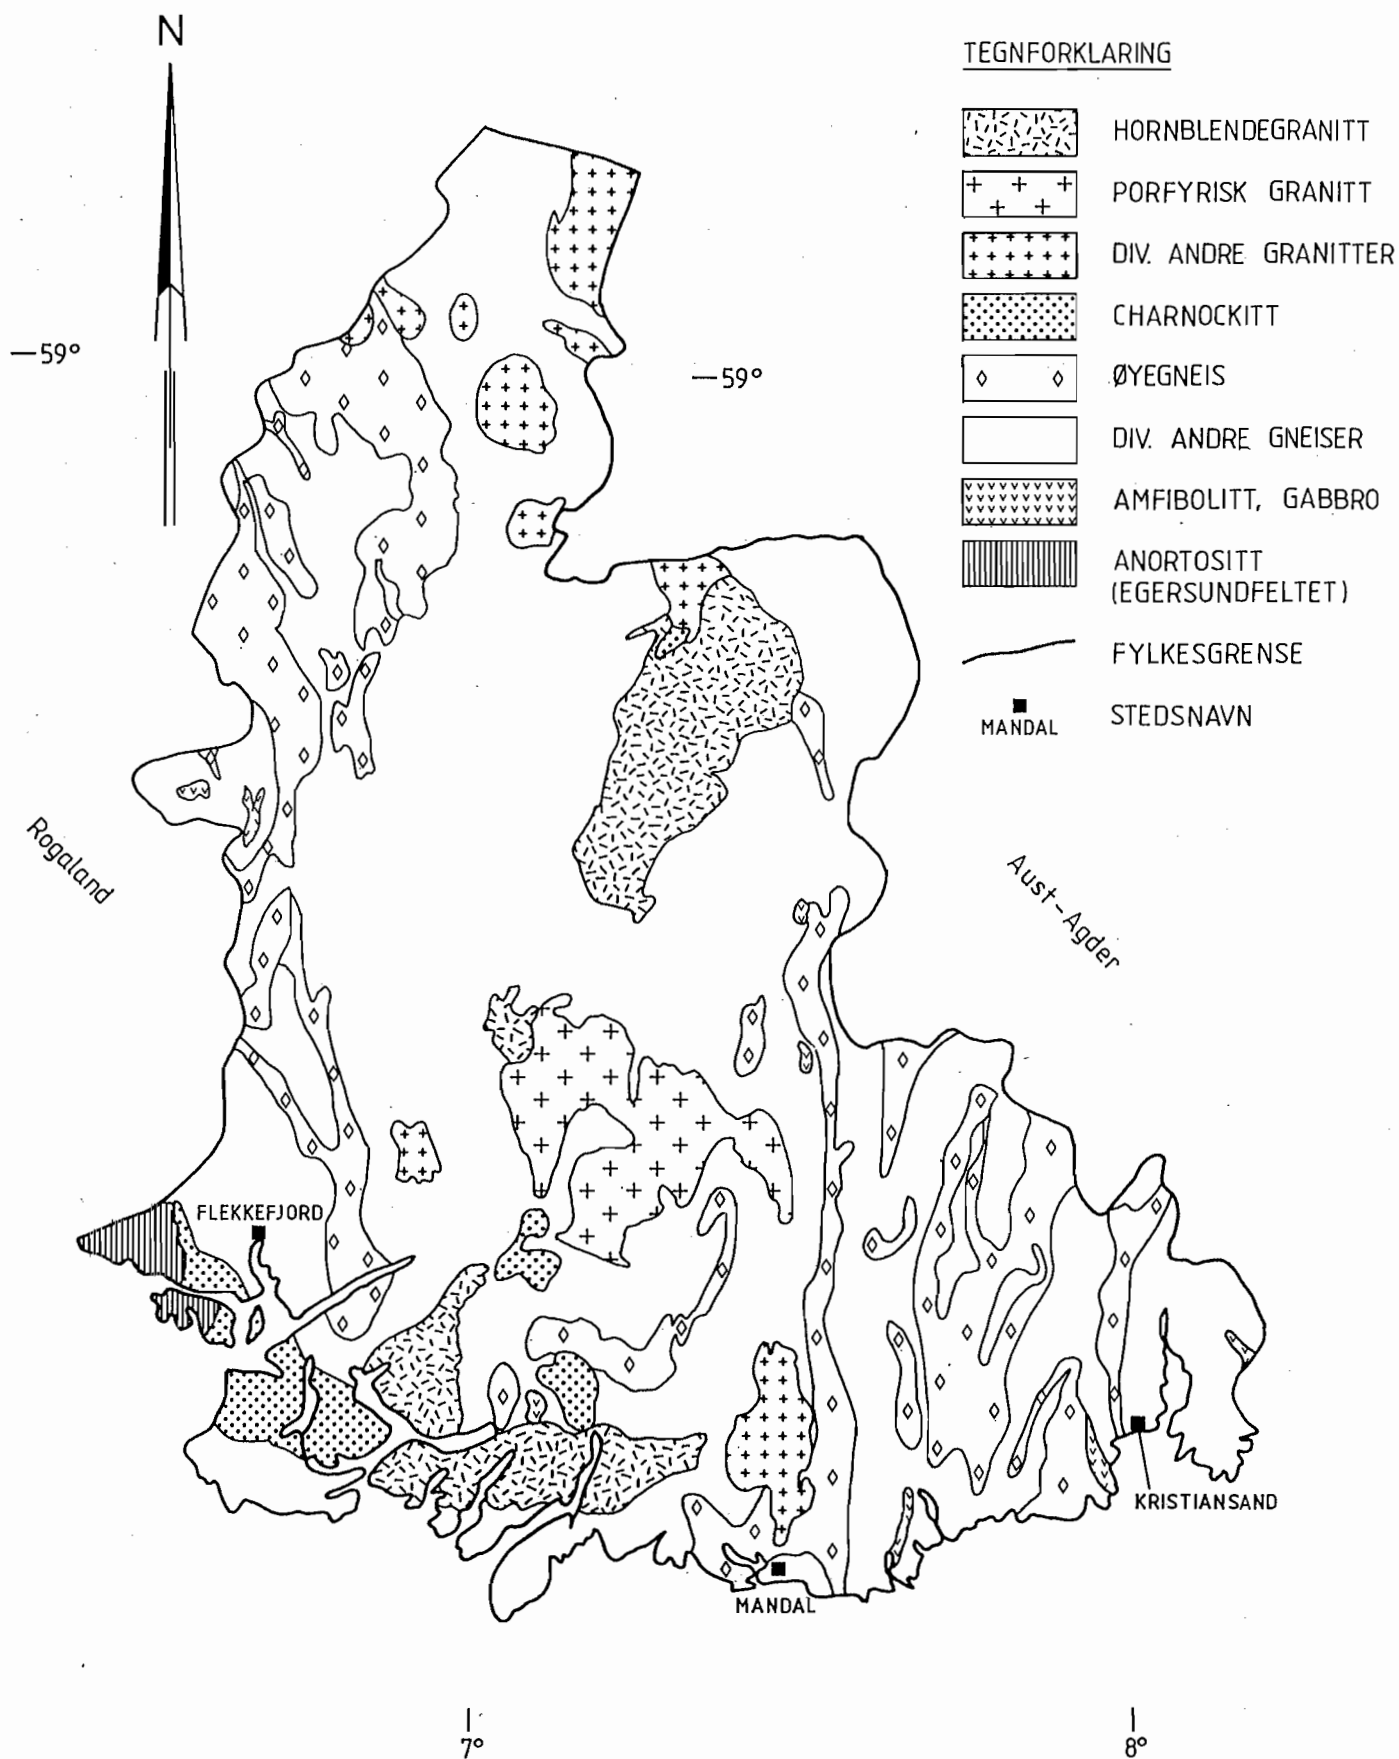 N
TEGNFORKLARING
HORNBLENDEGRANITT
PORFYRISK GRANITT
DIV. ANDRE GRANITTER
CHARNOCKITT
ØYEGNEIS
DIV. ANDRE GNEISER
AMFIBOLITT, GABBRO
ANORTOSITT
(EGERSUNDFELTET)
FYLKESGRENSE
MANDAL
STEDSNAVN
59°
59°
Rogaland
Aust-Agder
FLEKKEFJORD
KRISTIANSAND
MANDAL
7°
8°